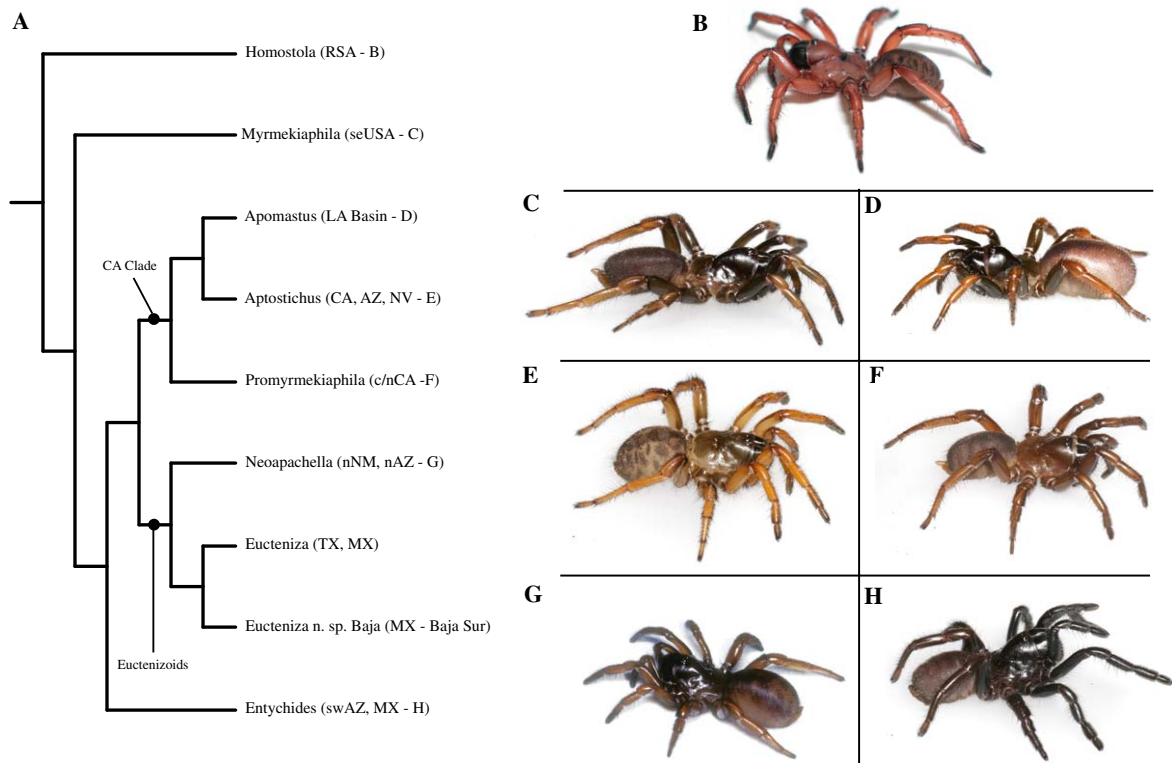 A
Homostola (RSA - B)
Myrmekiaphila (seUSA - C)
Apomastus (LA Basin - D)
CA Clade
Aptostichus (CA, AZ, NV - E)
Promyrmekiaphila (c/nCA -F)
Neoapachella (nNM, nAZ - G)
Eucteniza (TX, MX)
Eucteniza n. sp. Baja (MX - Baja Sur)
Euctenizoids
Entychides (swAZ, MX - H)
B
C
D
E
F
G
H